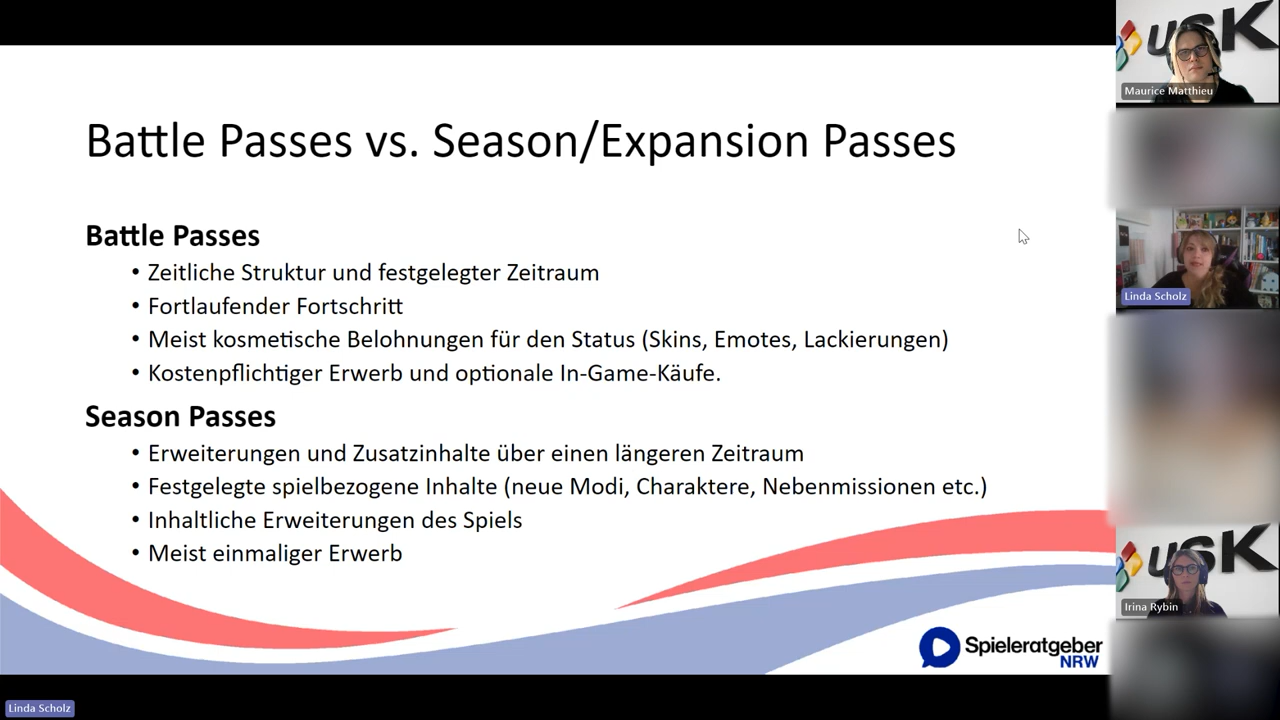 Battle Passes vs. Season/Expansion Passes
Battle Passes
• Zeitliche Struktur und festgelegter Zeitraum
• Fortlaufender Fortschritt
• Meist kosmetische Belohnungen für den Status (Skins, Emotes, Lackierungen)
• Kostenpflichtiger Erwerb und optionale In-Game-Käufe.
Season Passes
• Erweiterungen und Zusatzinhalte über einen längeren Zeitraum
• Festgelegte spielbezogene Inhalte (neue Modi, Charaktere, Nebenmissionen etc.)
• Inhaltliche Erweiterungen des Spiels
• Meist einmaliger Erwerb
Spieleratgeber
NRW
Linda Scholz
USK
Maurice Matthieu
Linda Scholz
USK
Irina Rybin